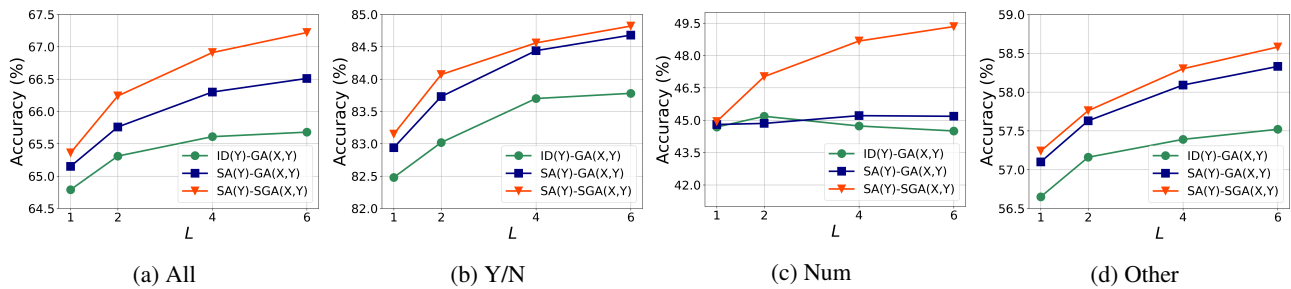 67.5
67.0
66.5
66.0
65.5
65.0
64.5
Accuracy (%)
1 2 4 6
L
ID(Y)-GA(X,Y)
SA(Y)-GA(X,Y)
SA(Y)-SGA(X,Y)
(a) All
85.0
84.5
84.0
83.5
83.0
82.5
82.0
Accuracy (%)
1 2 4 6
L
ID(Y)-GA(X,Y)
SA(Y)-GA(X,Y)
SA(Y)-SGA(X,Y)
(b) Y/N
49.5
48.0
46.5
45.0
43.5
42.0
Accuracy (%)
1 2 4 6
L
ID(Y)-GA(X,Y)
SA(Y)-GA(X,Y)
SA(Y)-SGA(X,Y)
(c) Num
59.0
58.5
58.0
57.5
57.0
56.5
Accuracy (%)
1 2 4 6
L
ID(Y)-GA(X,Y)
SA(Y)-GA(X,Y)
SA(Y)-SGA(X,Y)
(d) Other